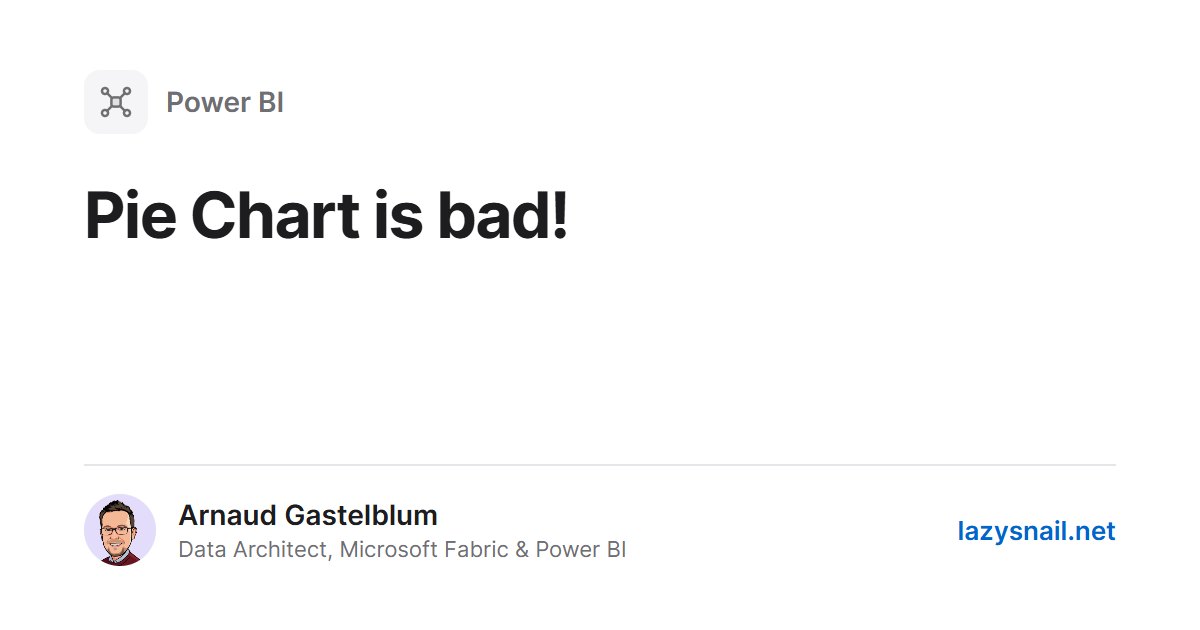 Power BI
Pie Chart is bad!
Arnaud Gastelblum
Data Architect, Microsoft Fabric & Power BI
lazysnail.net